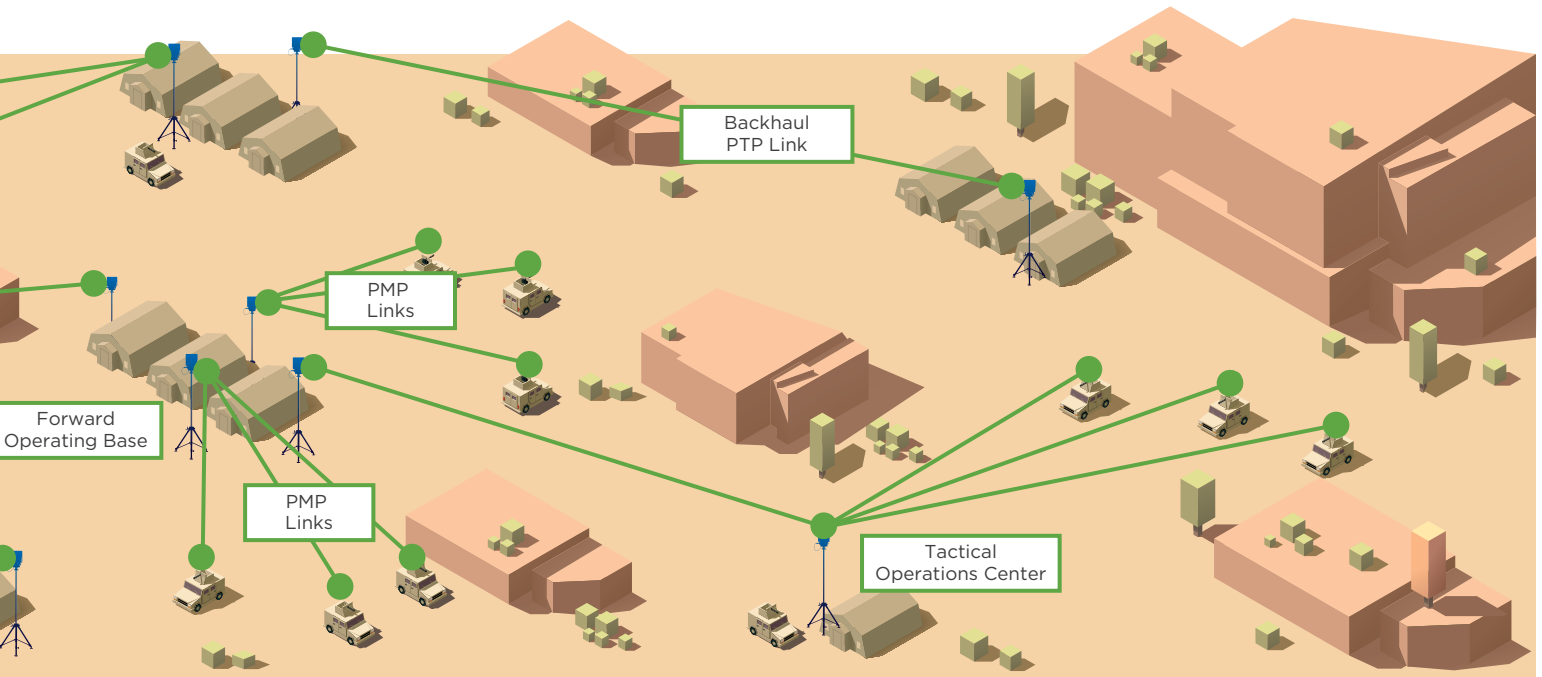 Backhaul
PTP Link
PMP
Links
Forward
Operating Base
PMP
Links
Tactical
Operations Center